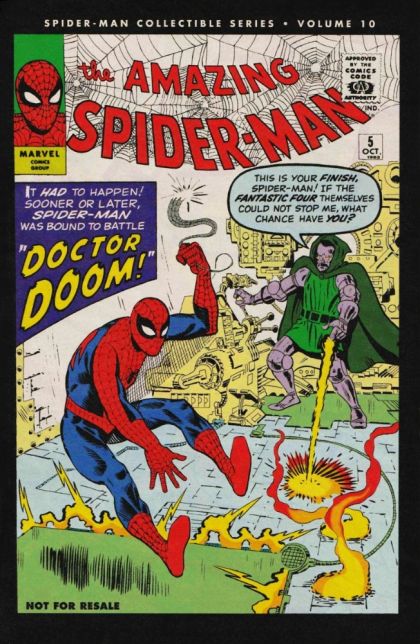 SPIDER-MAN COLLECTIBLE SERIES • VOLUME 10
the AMAZING
SPIDER-MAN
APPROVED
BY THE
COMICS
CODE
CA
AUTHORITY
IND.
5
OCT.
MARVEL
COMICS
GROUP
IT HAD TO HAPPEN!
SOONER OR LATER,
SPIDER-MAN
WAS BOUND TO BATTLE
"DOCTOR
DOOM!"
THIS IS YOUR FINISH,
SPIDER-MAN! IF THE
FANTASTIC FOUR THEMSELVES
COULD NOT STOP ME, WHAT
CHANCE HAVE YOU?
NOT FOR RESALE